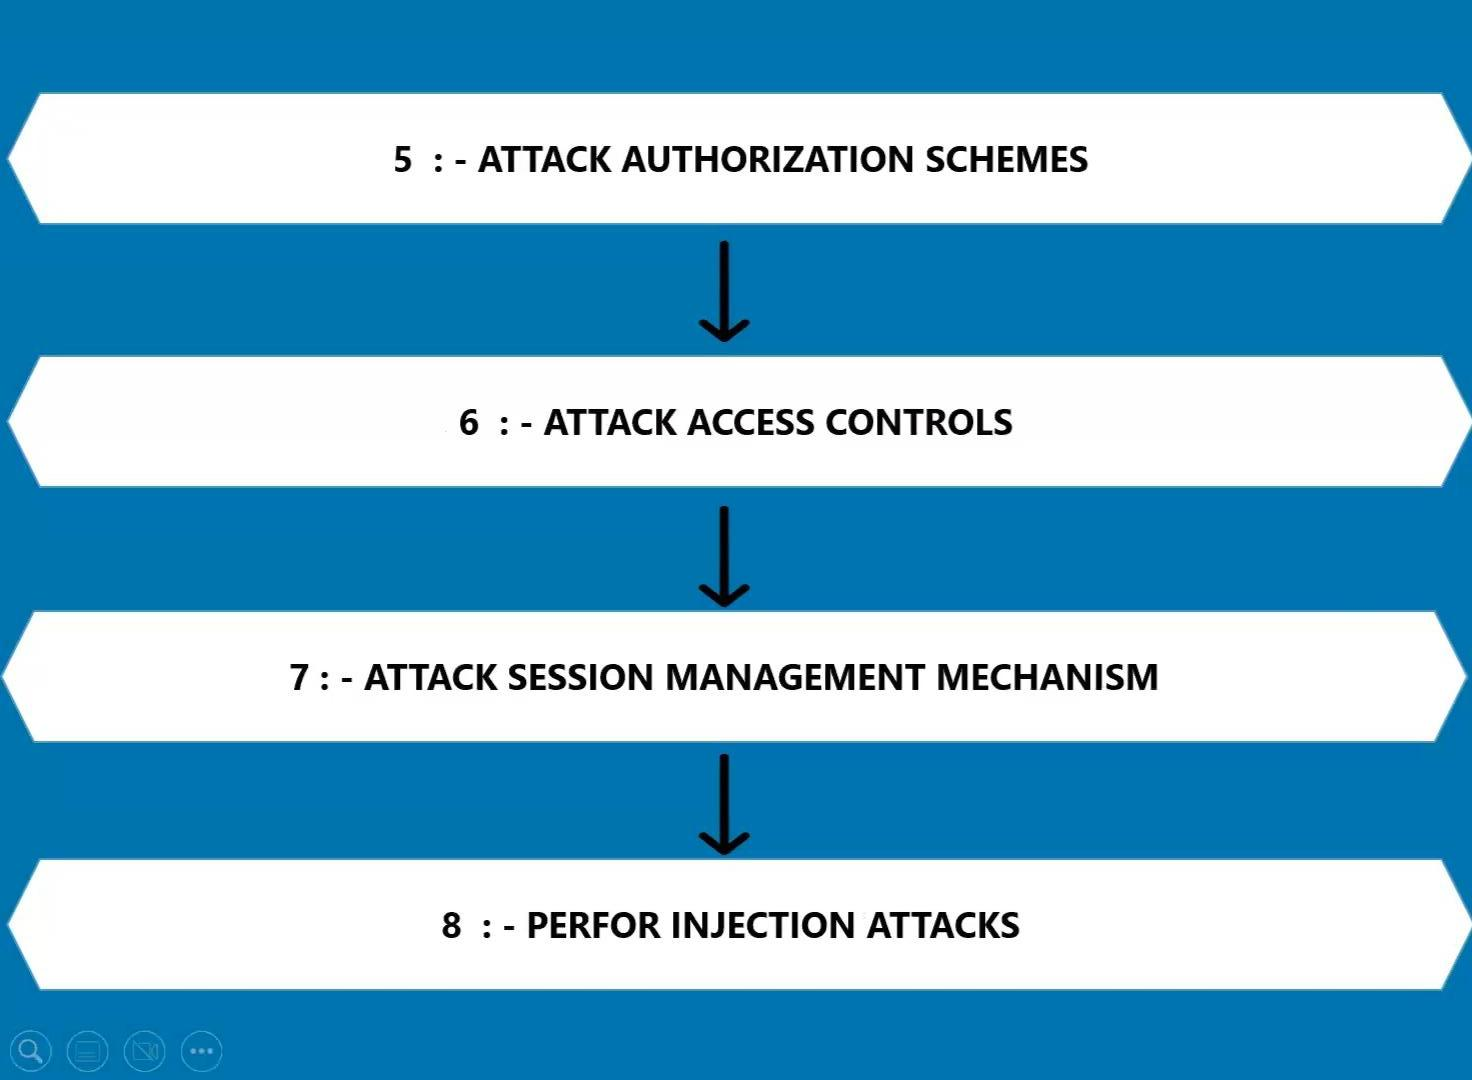 5 : - ATTACK AUTHORIZATION SCHEMES
6 : - ATTACK ACCESS CONTROLS
7 : - ATTACK SESSION MANAGEMENT MECHANISM
8 : - PERFOR INJECTION ATTACKS